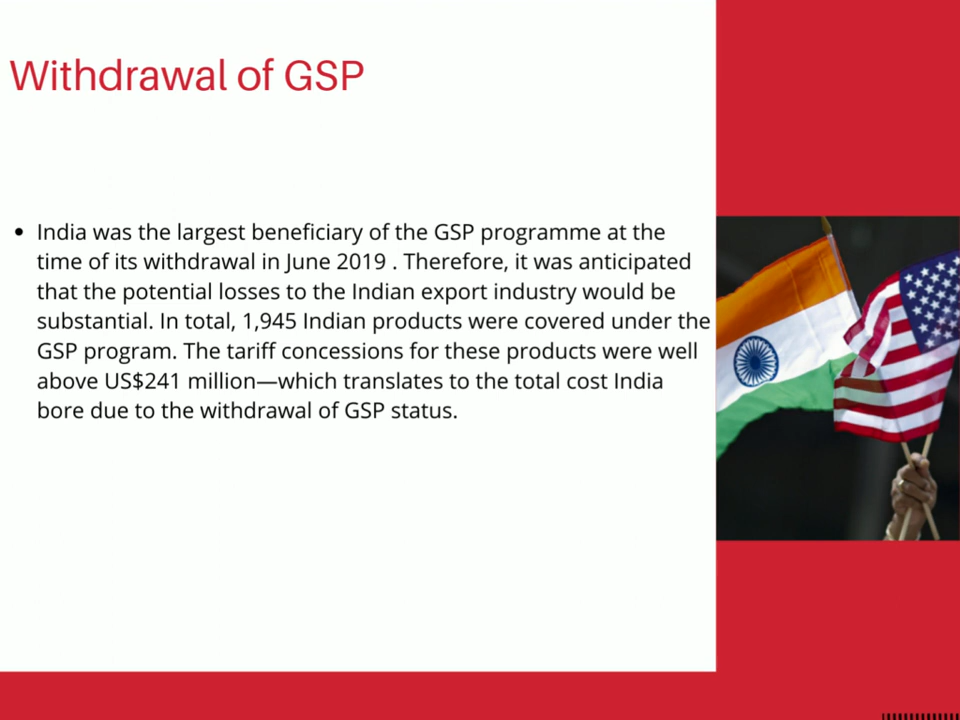 Withdrawal of GSP
• India was the largest beneficiary of the GSP programme at the
time of its withdrawal in June 2019 . Therefore, it was anticipated
that the potential losses to the Indian export industry would be
substantial. In total, 1,945 Indian products were covered under the
GSP program. The tariff concessions for these products were well
above US$241 million—which translates to the total cost India
bore due to the withdrawal of GSP status.